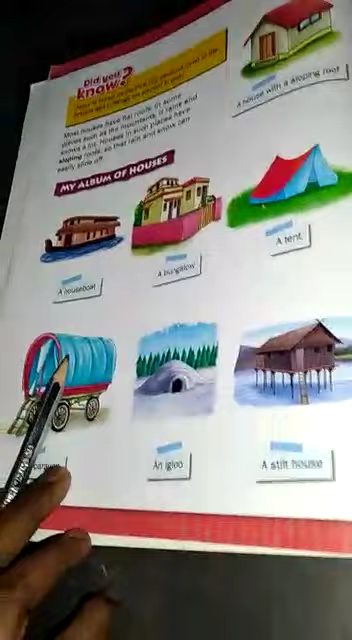 Did you
know?
A house with a sloping roof
Most houses have flat roofs. In some
places such as the mountains, it rains and
snows a lot. Houses in such places have
sloping roofs, so that rain and snow can
easily slide off.
MY ALBUM OF HOUSES
A houseboat
A bungalow
A tent
caravan
An igloo
A stilt house